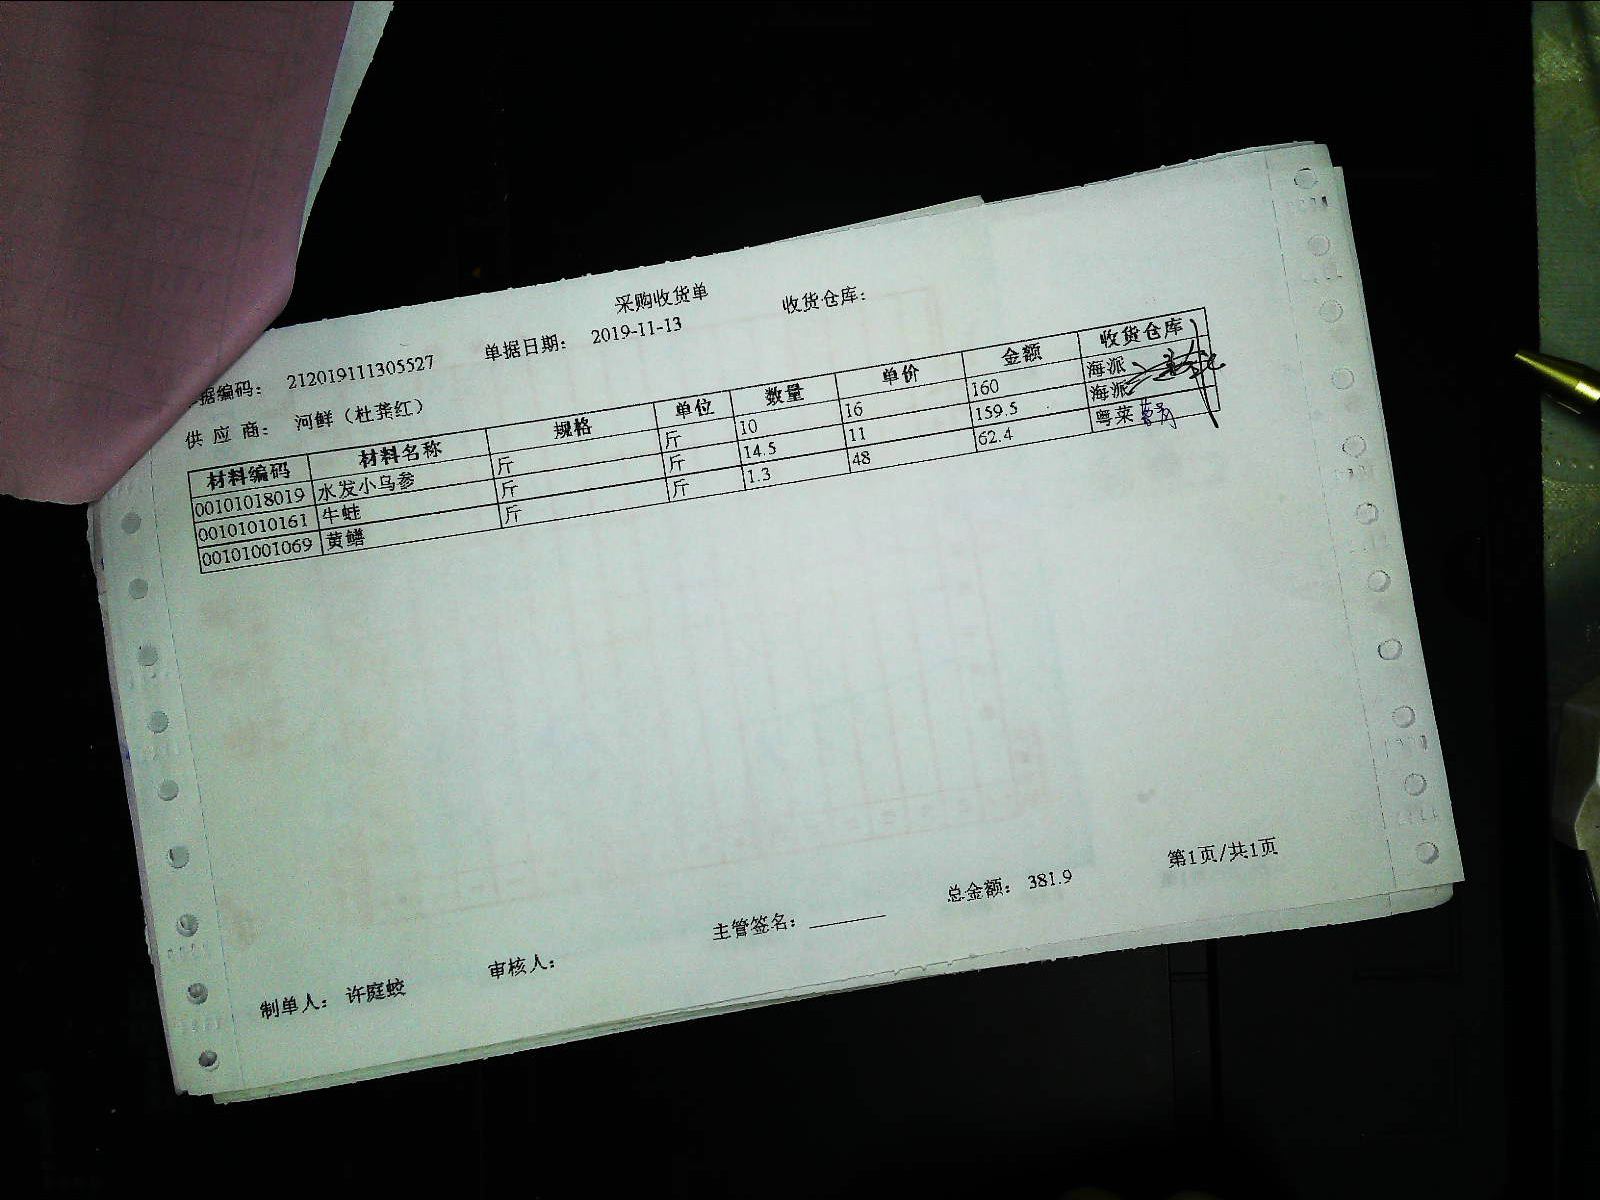 采购收货单
据编码： 212019111305527 单据日期： 2019-11-13 收货仓库：
供应商： 河鲜（杜龚红）
材料编码 材料名称 规格 单位 数量 单价 金额 收货仓库
00101018019 水发小乌参 斤 斤 10 16 160 海派
00101010161 牛蛙 斤 斤 14.5 11 159.5 海派
00101001069 黄鳝 斤 斤 1.3 48 62.4 粤菜
制单人： 许庭蛟 审核人： 主管签名： 总金额： 381.9 第1页/共1页